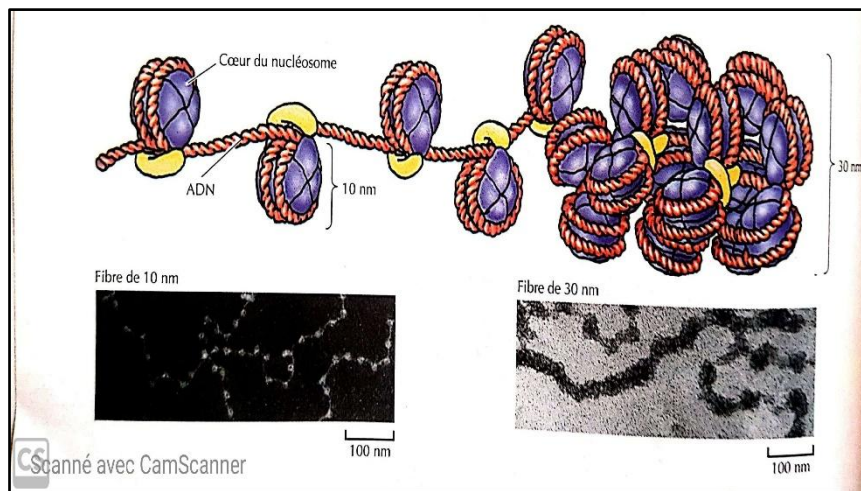 Cœur du nucléosome
ADN
10 nm
30 nm
Fibre de 10 nm
Fibre de 30 nm
100 nm
100 nm
CS
Scanné avec CamScanner